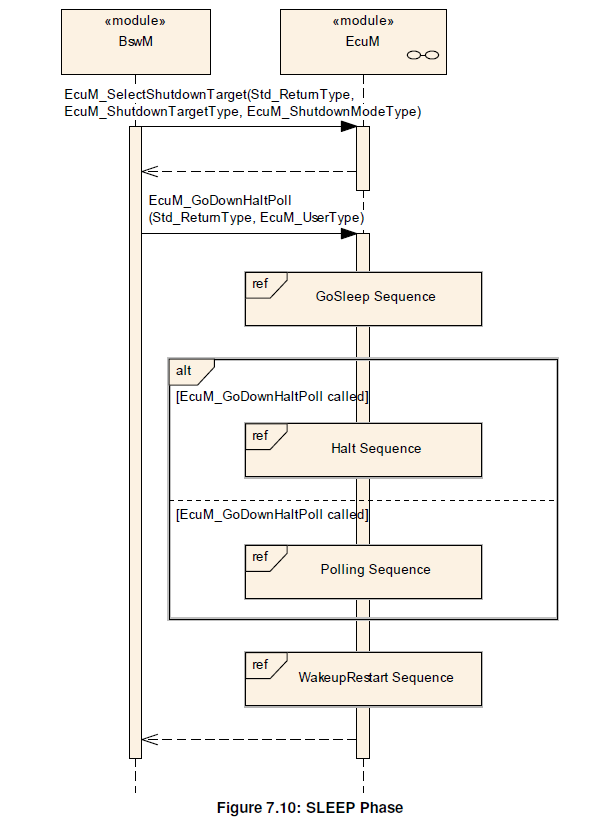 «module»
BswM
«module»
EcuM
EcuM_SelectShutdownTarget(Std_ReturnType,
EcuM_ShutdownTargetType, EcuM_ShutdownModeType)
EcuM_GoDownHaltPoll
(Std_ReturnType, EcuM_UserType)
ref
GoSleep Sequence
alt
[EcuM_GoDownHaltPoll called]
ref
Halt Sequence
[EcuM_GoDownHaltPoll called]
ref
Polling Sequence
ref
WakeupRestart Sequence
Figure 7.10: SLEEP Phase